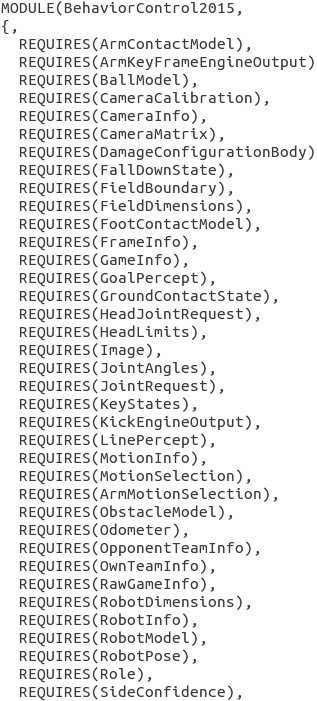 MODULE(BehaviorControl2015,
{,
REQUIRES(ArmContactModel),
REQUIRES(ArmKeyFrameEngineOutput)
REQUIRES(BallModel),
REQUIRES(CameraCalibration),
REQUIRES(CameraInfo),
REQUIRES(CameraMatrix),
REQUIRES(DamageConfigurationBody)
REQUIRES(FallDownState),
REQUIRES(FieldBoundary),
REQUIRES(FieldDimensions),
REQUIRES(FootContactModel),
REQUIRES(FrameInfo),
REQUIRES(GameInfo),
REQUIRES(GoalPercept),
REQUIRES(GroundContactState),
REQUIRES(HeadJointRequest),
REQUIRES(HeadLimits),
REQUIRES(Image),
REQUIRES(JointAngles),
REQUIRES(JointRequest),
REQUIRES(KeyStates),
REQUIRES(KickEngineOutput),
REQUIRES(LinePercept),
REQUIRES(MotionInfo),
REQUIRES(MotionSelection),
REQUIRES(ArmMotionSelection),
REQUIRES(ObstacleModel),
REQUIRES(Odometer),
REQUIRES(OpponentTeamInfo),
REQUIRES(OwnTeamInfo),
REQUIRES(RawGameInfo),
REQUIRES(RobotDimensions),
REQUIRES(RobotInfo),
REQUIRES(RobotModel),
REQUIRES(RobotPose),
REQUIRES(Role),
REQUIRES(SideConfidence),